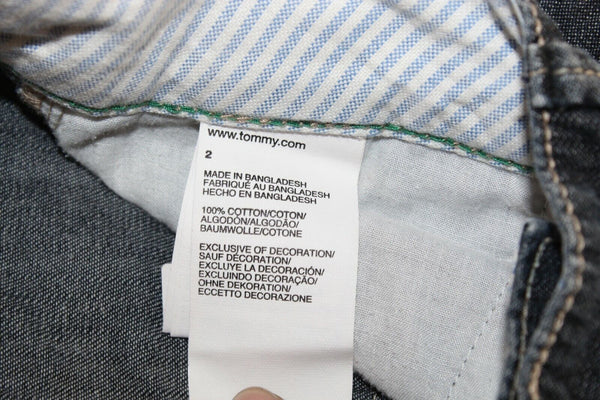 www.tommy.com
2
MADE IN BANGLADESH
FABRIQUÉ AU BANGLADESH
HECHO EN BANGLADESH
100% COTTON/COTON/
ALGODÓN/ALGODÃO/
BAUMWOLLE/COTONE
EXCLUSIVE OF DECORATION/
SAUF DÉCORATION/
EXCLUYE LA DECORACIÓN/
EXCLUINDO DECORAÇÃO/
OHNE DEKORATION/
ECCETTO DECORAZIONE